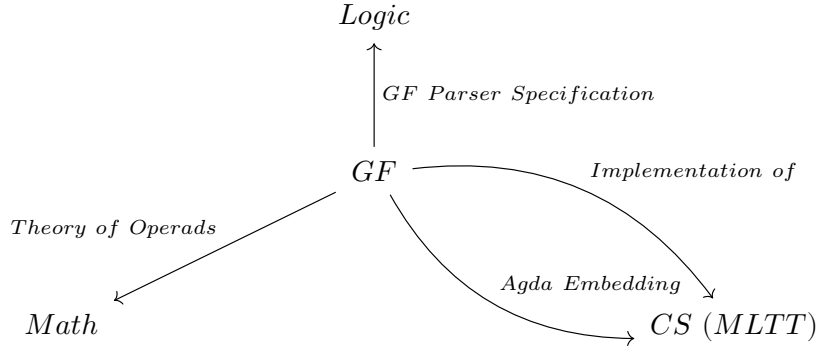 Logic
GF Parser Specification
GF
Implementation of
Theory of Operads
Agda Embedding
Math
CS (MLTT)